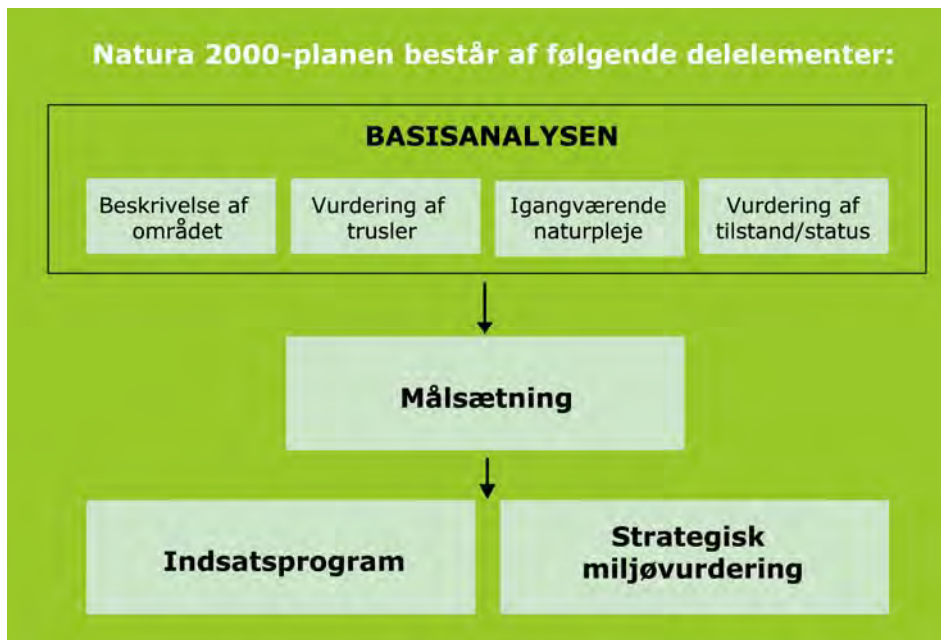 Natura 2000-planen består af følgende delelementer:
BASISANALYSEN
Beskrivelse af
området
Vurdering af
trusler
Igangværende
naturpleje
Vurdering af
tilstand/status
Målsætning
Indsatsprogram
Strategisk
miljøvurdering